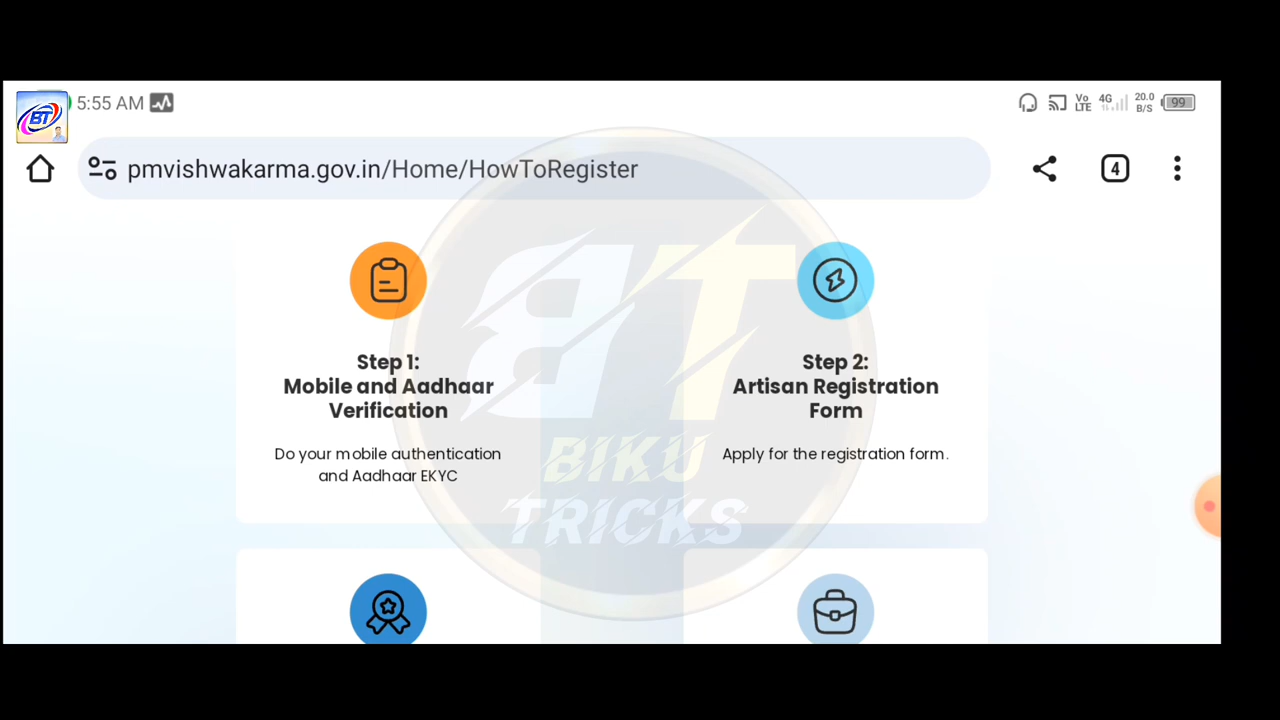 BT
5:55 AM
Vo LTE
4G
20.0 B/S
99
pmvishwakarma.gov.in/Home/HowToRegister
4
BT
BIKU
TRICKS
Step 1:
Mobile and Aadhaar
Verification
Do your mobile authentication
and Aadhaar EKYC
Step 2:
Artisan Registration
Form
Apply for the registration form.